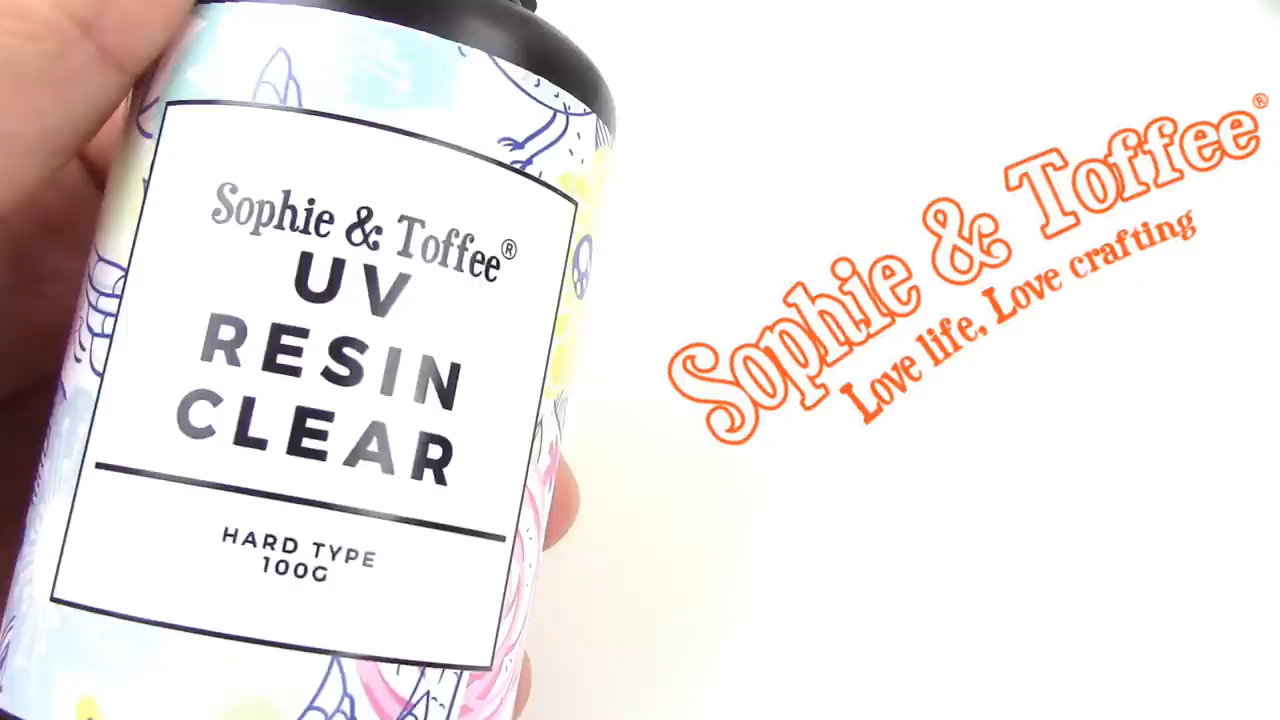 Sophie & Toffee®
UV
RESIN
CLEAR
HARD TYPE
100G
Sophie & Toffee®
Love life, Love crafting